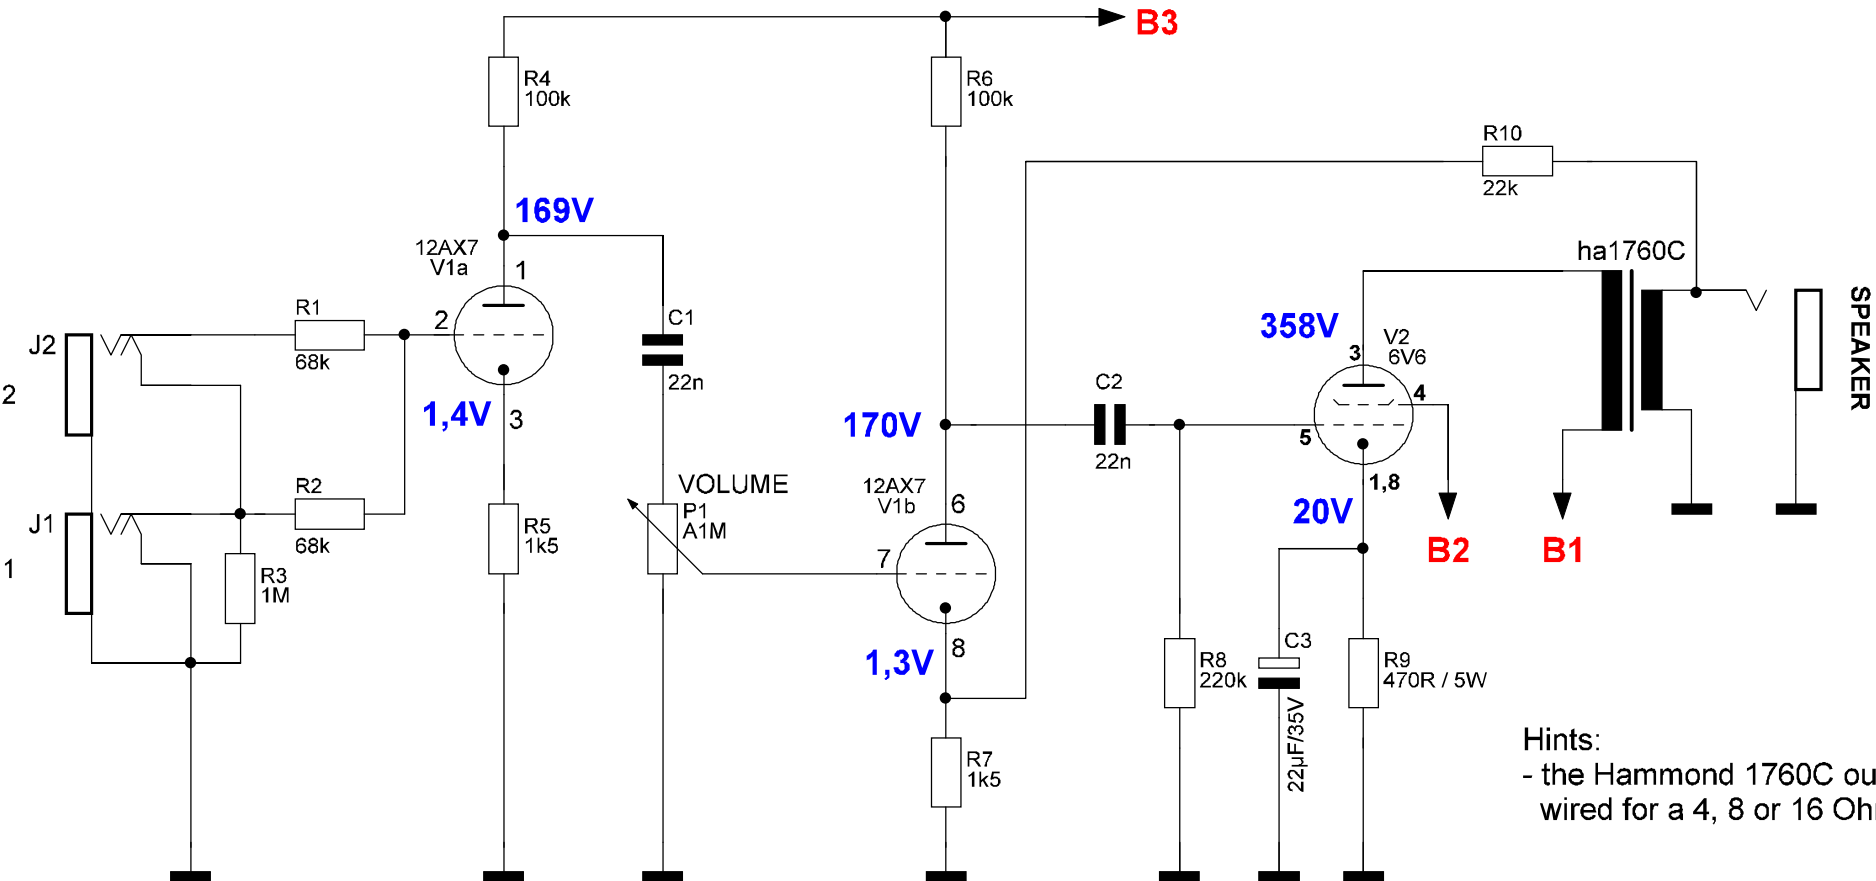 B3
R4
100k
R6
100k
R10
22k
169V
12AX7
V1a
1
ha1760C
SPEAKER
R1
68k
2
C1
22n
358V
V2
6V6
3
4
5
1,8
J2
2
1,4V
3
C2
22n
170V
VOLUME
P1
A1M
12AX7
V1b
6
7
8
20V
B2
B1
R2
68k
J1
1
R3
1M
R5
1k5
1,3V
R8
220k
C3
22µF/35V
R9
470R / 5W
R7
1k5
Hints:
- the Hammond 1760C ou
wired for a 4, 8 or 16 Oh